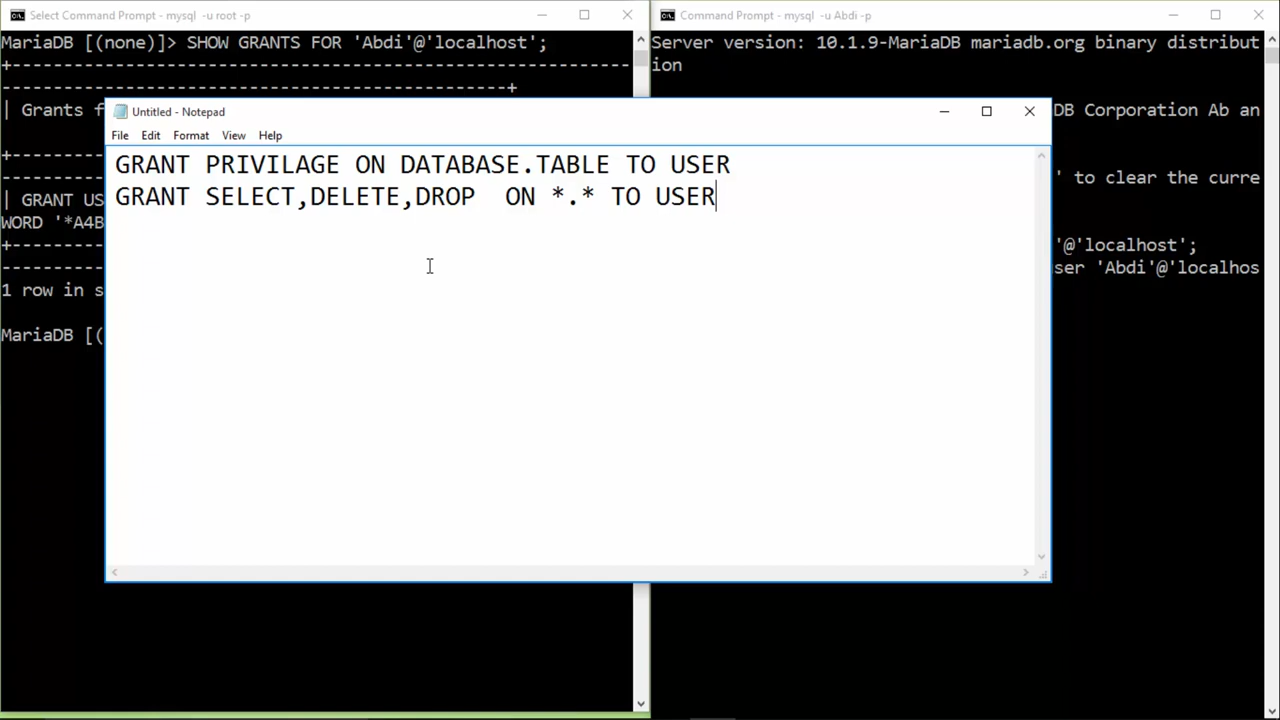 Select Command Prompt - mysql -u root -p
MariaDB [(none)]> SHOW GRANTS FOR 'Abdi'@'localhost';
+-----------------------------------------------------------
------------------------------------------------+
| Grants f
+---------
| GRANT US
WORD '*A4B
+---------
----------
1 row in s
MariaDB [(
Command Prompt - mysql -u Abdi -p
Server version: 10.1.9-MariaDB mariadb.org binary distribut
ion
DB Corporation Ab an
' to clear the curre
'@'localhost';
ser 'Abdi'@'localhos
Untitled - Notepad
File Edit Format View Help
GRANT PRIVILAGE ON DATABASE.TABLE TO USER
GRANT SELECT,DELETE,DROP  ON *.* TO USER